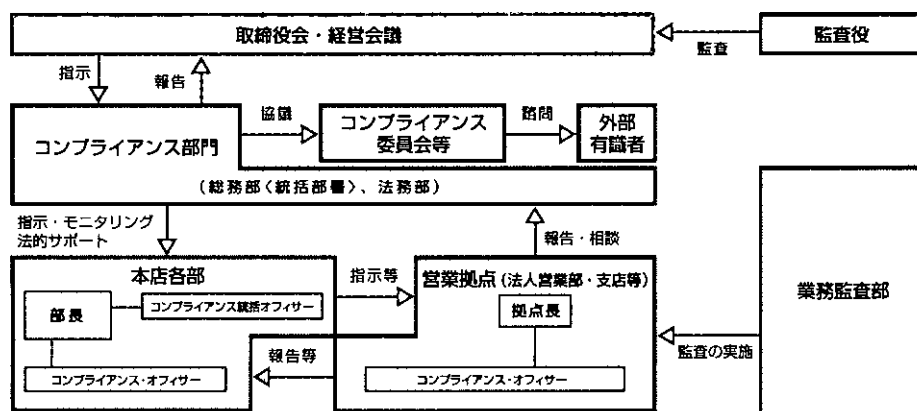 取締役会・経営会議
監査
監査役
指示
報告
コンプライアンス部門
協議
コンプライアンス
委員会等
諮問
外部
有識者
(総務部〈統括部署〉、法務部)
指示・モニタリング
法的サポート
報告・相談
本店各部
部長
コンプライアンス統括オフィサー
コンプライアンス・オフィサー
指示等
報告等
営業拠点(法人営業部・支店等)
拠点長
コンプライアンス・オフィサー
監査の実施
業務監査部